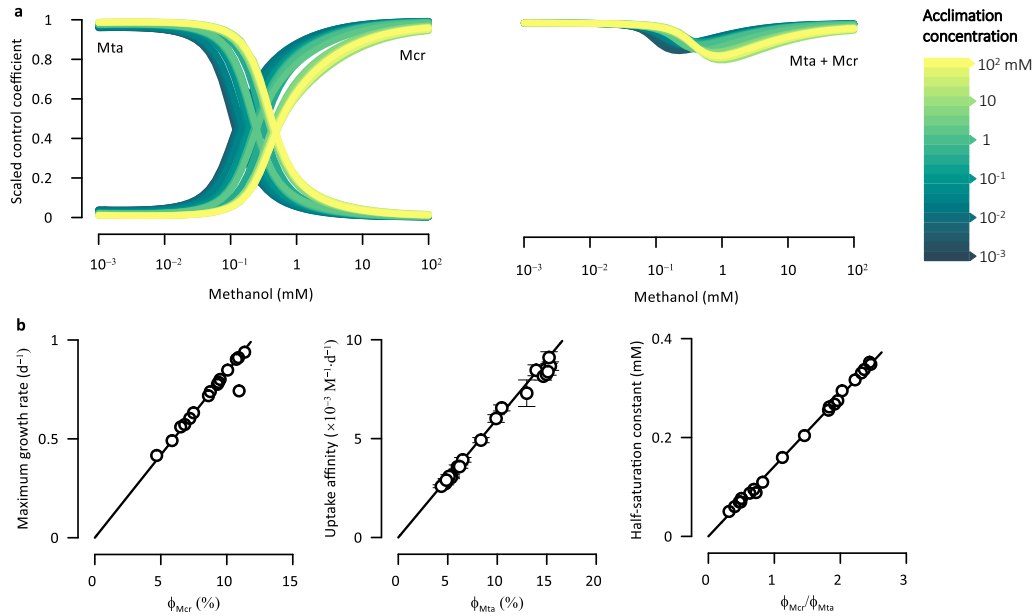 a
Scaled control coefficient
1
0.8
0.6
0.4
0.2
0
Mta
Mcr
10⁻³ 10⁻² 10⁻¹ 1 10 10²
Methanol (mM)
Mta + Mcr
10⁻³ 10⁻² 10⁻¹ 1 10 10²
Methanol (mM)
Acclimation
concentration
10² mM
10
1
10⁻¹
10⁻²
10⁻³
b
Maximum growth rate (d⁻¹)
1
0.5
0
0 5 10 15
ϕMcr (%)
Uptake affinity (×10⁻³ M⁻¹·d⁻¹)
10
5
0
0 5 10 15 20
ϕMta (%)
Half-saturation constant (mM)
0.4
0.2
0
0 1 2 3
ϕMcr/ϕMta